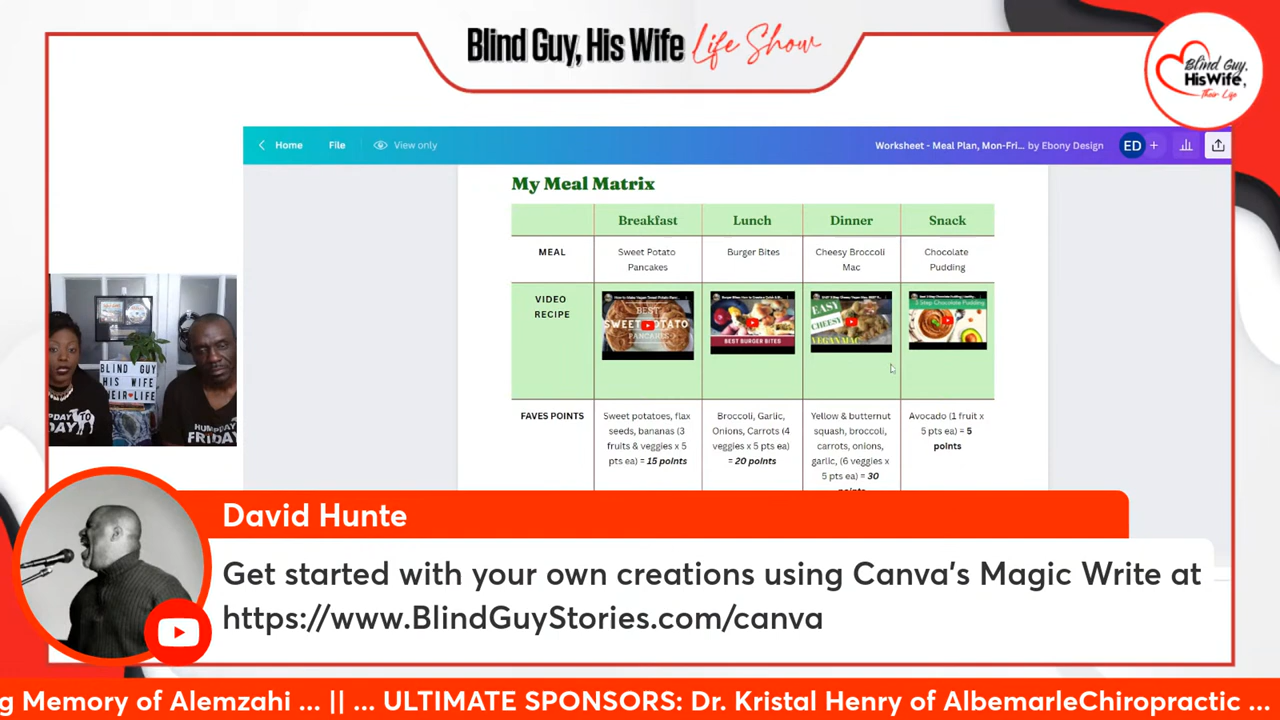 Blind Guy, His Wife Life Show
Blind Guy,
His Wife,
Their Life
Home File View only Worksheet - Meal Plan, Mon-Fri... by Ebony Design ED +
My Meal Matrix
Breakfast Lunch Dinner Snack
MEAL
Sweet Potato
Pancakes
Burger Bites
Cheesy Broccoli
Mac
Chocolate
Pudding
VIDEO
RECIPE
BEST
SWEET POTATO
PANCAKES
BEST BURGER BITES
EASY
CHEESY
VEGAN MAC
3 Step Chocolate Pudding
FAVES POINTS
Sweet potatoes, flax
seeds, bananas (3
fruits & veggies x 5
pts ea) = 15 points
Broccoli, Garlic,
Onions, Carrots (4
veggies x 5 pts ea)
= 20 points
Yellow & butternut
squash, broccoli,
carrots, onions,
garlic, (6 veggies x
5 pts ea) = 30
points
Avocado (1 fruit x
5 pts ea) = 5
points
BLIND GUY
HIS WIFE
HUMPDAY
FRIDAY
David Hunte
Get started with your own creations using Canva's Magic Write at
https://www.BlindGuyStories.com/canva
g Memory of Alemzahi ... || ... ULTIMATE SPONSORS: Dr. Kristal Henry of AlbemarleChiropractic ...